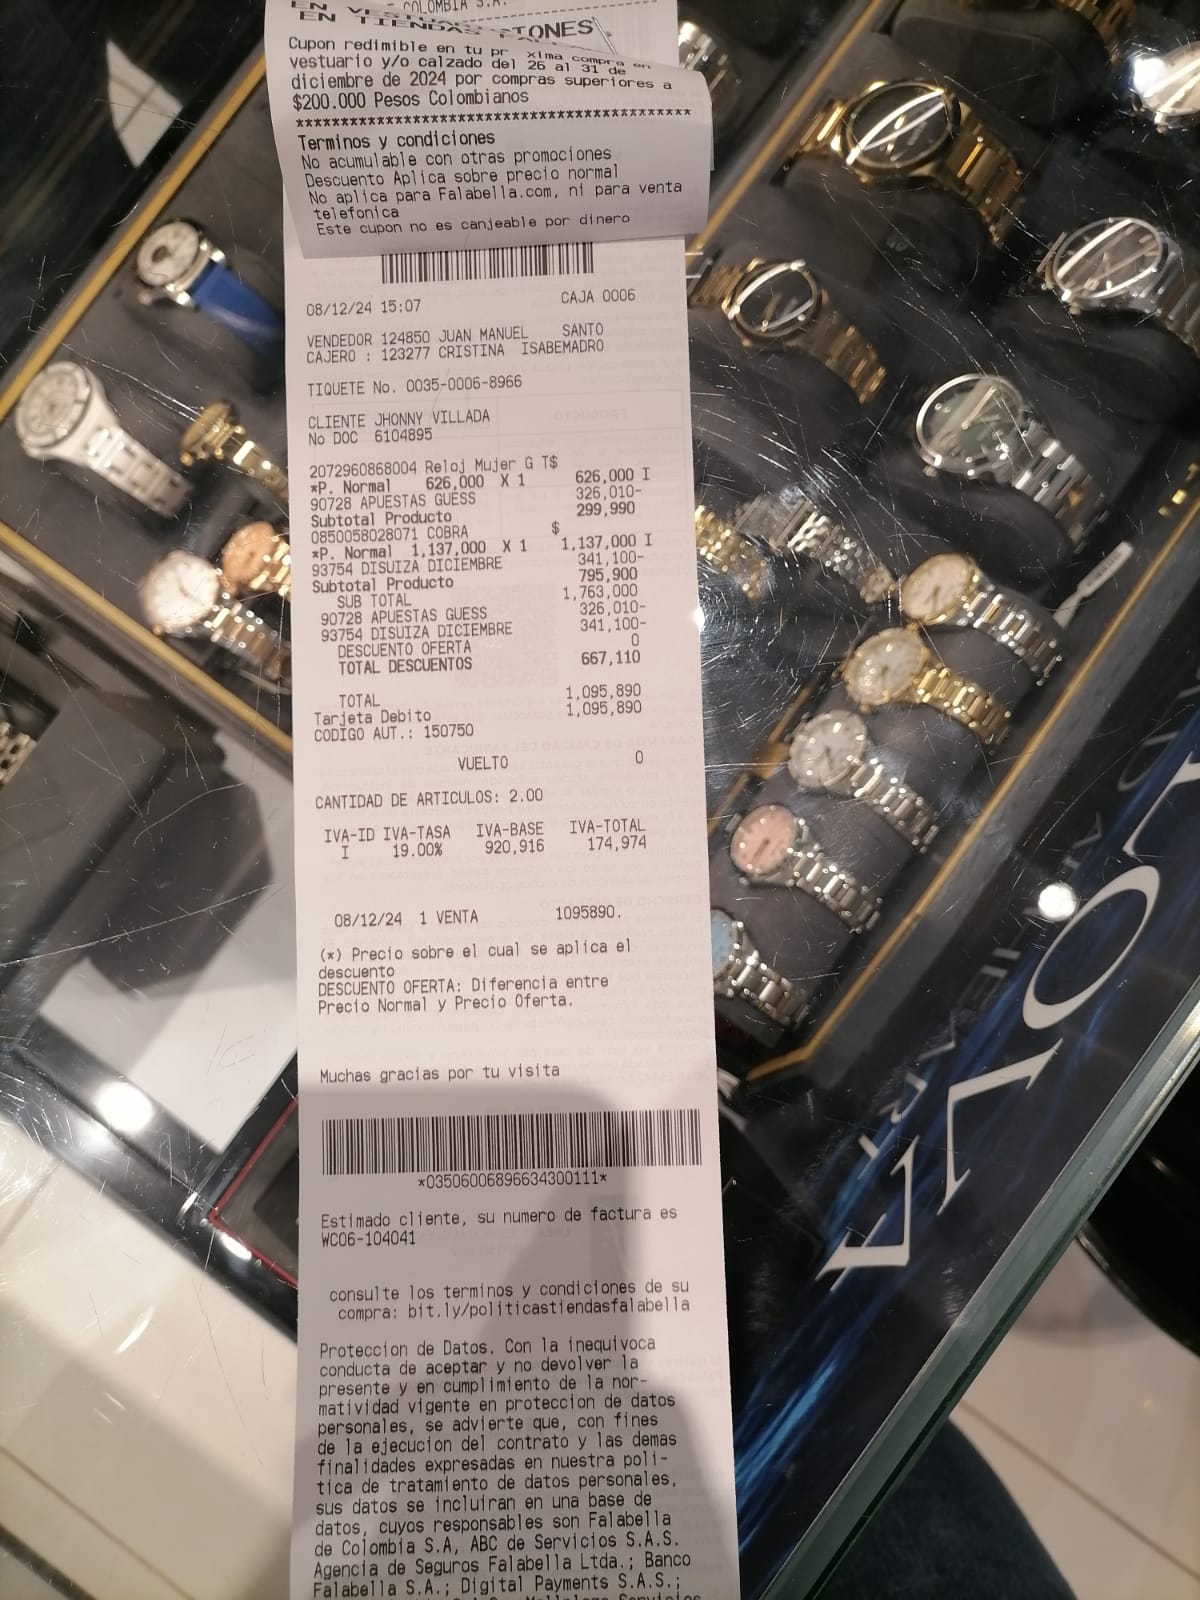 COLOMBIA S.A.
EN TIENDAS
Cupon redimible en tu pr xima compra en
vestuario y/o calzado del 26 al 31 de
diciembre de 2024 por compras superiores a
$200.000 Pesos Colombianos
********************************************
Terminos y condiciones
No acumulable con otras promociones
Descuento Aplica sobre precio normal
No aplica para Falabella.com, ni para venta
telefonica
Este cupon no es canjeable por dinero
08/12/24 15:07 CAJA 0006
VENDEDOR 124850 JUAN MANUEL SANTO
CAJERO : 123277 CRISTINA ISABEMADRO
TIQUETE No. 0035-0006-8966
CLIENTE JHONNY VILLADA
No DOC 6104895
2072960868004 Reloj Mujer G T$
*P. Normal 626,000 X 1 626,000 I
90728 APUESTAS GUESS 326,010-
Subtotal Producto 299,990
0850058028071 COBRA $
*P. Normal 1,137,000 X 1 1,137,000 I
93754 DISUIZA DICIEMBRE 341,100-
Subtotal Producto 795,900
SUB TOTAL 1,763,000
90728 APUESTAS GUESS 326,010-
93754 DISUIZA DICIEMBRE 341,100-
DESCUENTO OFERTA 0
TOTAL DESCUENTOS 667,110
TOTAL 1,095,890
Tarjeta Debito 1,095,890
CODIGO AUT.: 150750
VUELTO 0
CANTIDAD DE ARTICULOS: 2.00
IVA-ID IVA-TASA IVA-BASE IVA-TOTAL
I 19.00% 920,916 174,974
08/12/24 1 VENTA 1095890.
(*) Precio sobre el cual se aplica el
descuento
DESCUENTO OFERTA: Diferencia entre
Precio Normal y Precio Oferta.
Muchas gracias por tu visita
*03506006896634300111*
Estimado cliente, su numero de factura es
WC06-104041
consulte los terminos y condiciones de su
compra: bit.ly/politicastiendasfalabella
Proteccion de Datos. Con la inequivoca
conducta de aceptar y no devolver la
presente y en cumplimiento de la nor-
matividad vigente en proteccion de datos
personales, se advierte que, con fines
de la ejecucion del contrato y las demas
finalidades expresadas en nuestra poli-
tica de tratamiento de datos personales,
sus datos se incluiran en una base de
datos, cuyos responsables son Falabella
de Colombia S.A, ABC de Servicios S.A.S.
Agencia de Seguros Falabella Ltda.; Banco
Falabella S.A.; Digital Payments S.A.S.;